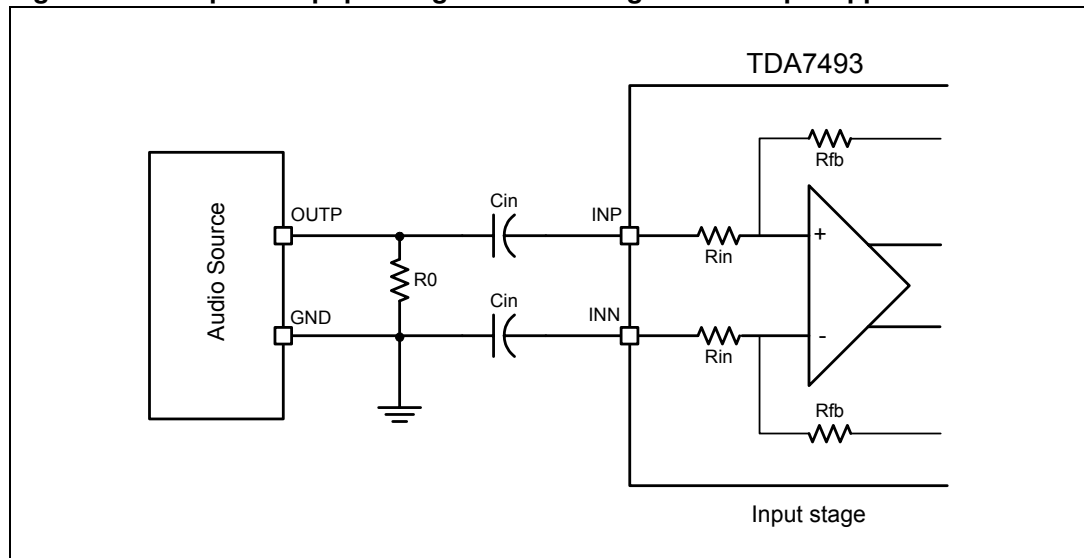 TDA7493
Rfb
Audio Source
OUTP
Cin
INP
Rin
+
R0
GND
Cin
INN
Rin
-
Rfb
Input stage